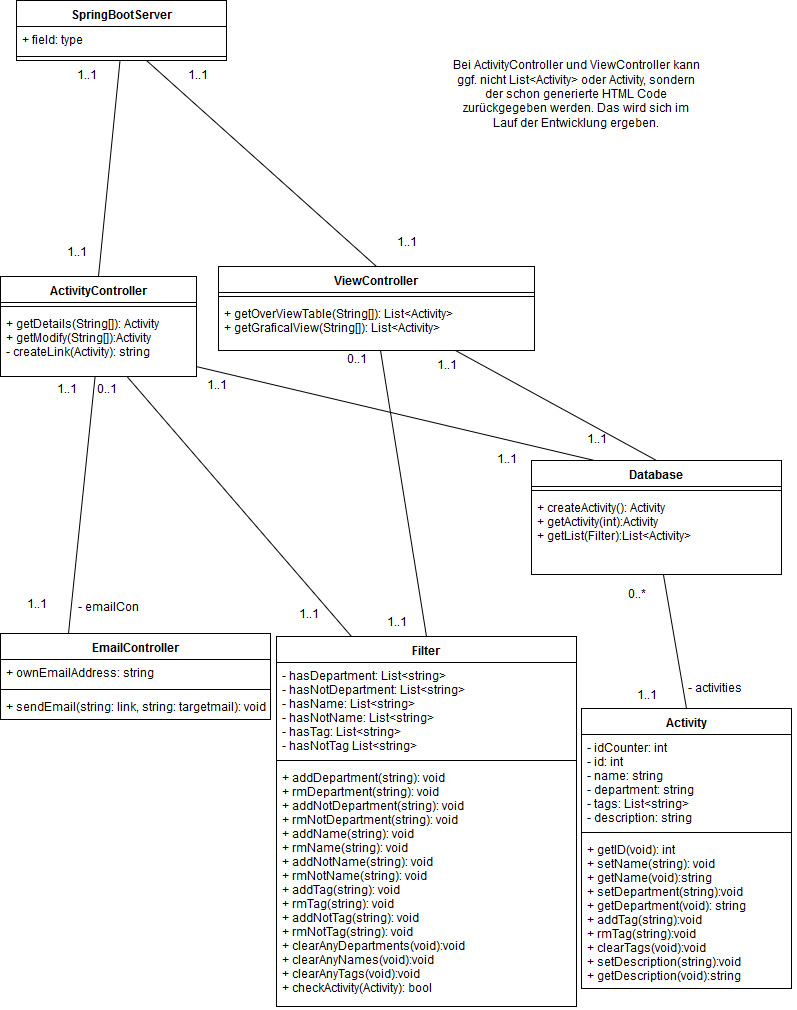 SpringBootServer
+ field: type
1..1
1..1
Bei ActivityController und ViewController kann
ggf. nicht List<Activity> oder Activity, sondern
der schon generierte HTML Code
zurückgegeben werden. Das wird sich im
Lauf der Entwicklung ergeben.
1..1
1..1
ActivityController
+ getDetails(String[]): Activity
+ getModify(String[]):Activity
- createLink(Activity): string
ViewController
+ getOverViewTable(String[]): List<Activity>
+ getGraficalView(String[]): List<Activity>
1..1
0..1
1..1
0..1
1..1
1..1
1..1
Database
+ createActivity(): Activity
+ getActivity(int):Activity
+ getList(Filter):List<Activity>
1..1
- emailCon
1..1
1..1
0..*
1..1
- activities
EmailController
+ ownEmailAddress: string
+ sendEmail(string: link, string: targetmail): void
Filter
- hasDepartment: List<string>
- hasNotDepartment: List<string>
- hasName: List<string>
- hasNotName: List<string>
- hasTag: List<string>
- hasNotTag List<string>
+ addDepartment(string): void
+ rmDepartment(string): void
+ addNotDepartment(string): void
+ rmNotDepartment(string): void
+ addName(string): void
+ rmName(string): void
+ addNotName(string): void
+ rmNotName(string): void
+ addTag(string): void
+ rmTag(string): void
+ addNotTag(string): void
+ rmNotTag(string): void
+ clearAnyDepartments(void):void
+ clearAnyNames(void):void
+ clearAnyTags(void):void
+ checkActivity(Activity): bool
Activity
- idCounter: int
- id: int
- name: string
- department: string
- tags: List<string>
- description: string
+ getID(void): int
+ setName(string): void
+ getName(void):string
+ setDepartment(string):void
+ getDepartment(void): string
+ addTag(string):void
+ rmTag(string):void
+ clearTags(void):void
+ setDescription(string):void
+ getDescription(void):string